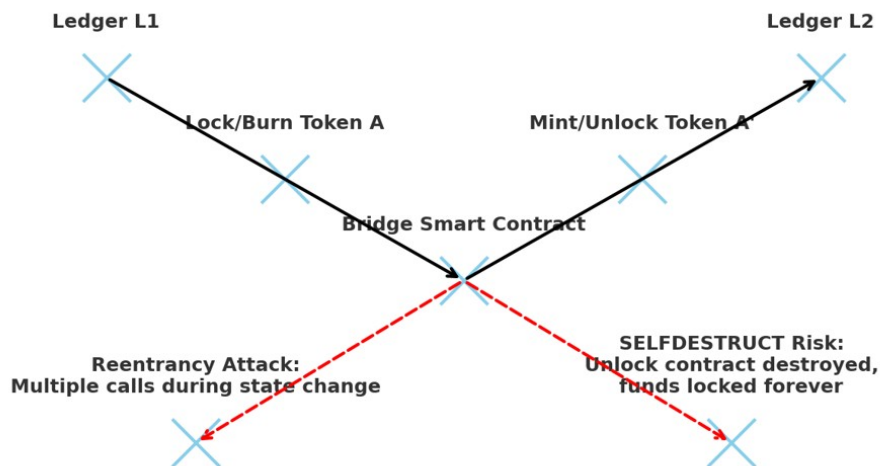 Ledger L1
Ledger L2
Lock/Burn Token A
Mint/Unlock Token A'
Bridge Smart Contract
Reentrancy Attack:
Multiple calls during state change
SELFDESTRUCT Risk:
Unlock contract destroyed,
funds locked forever